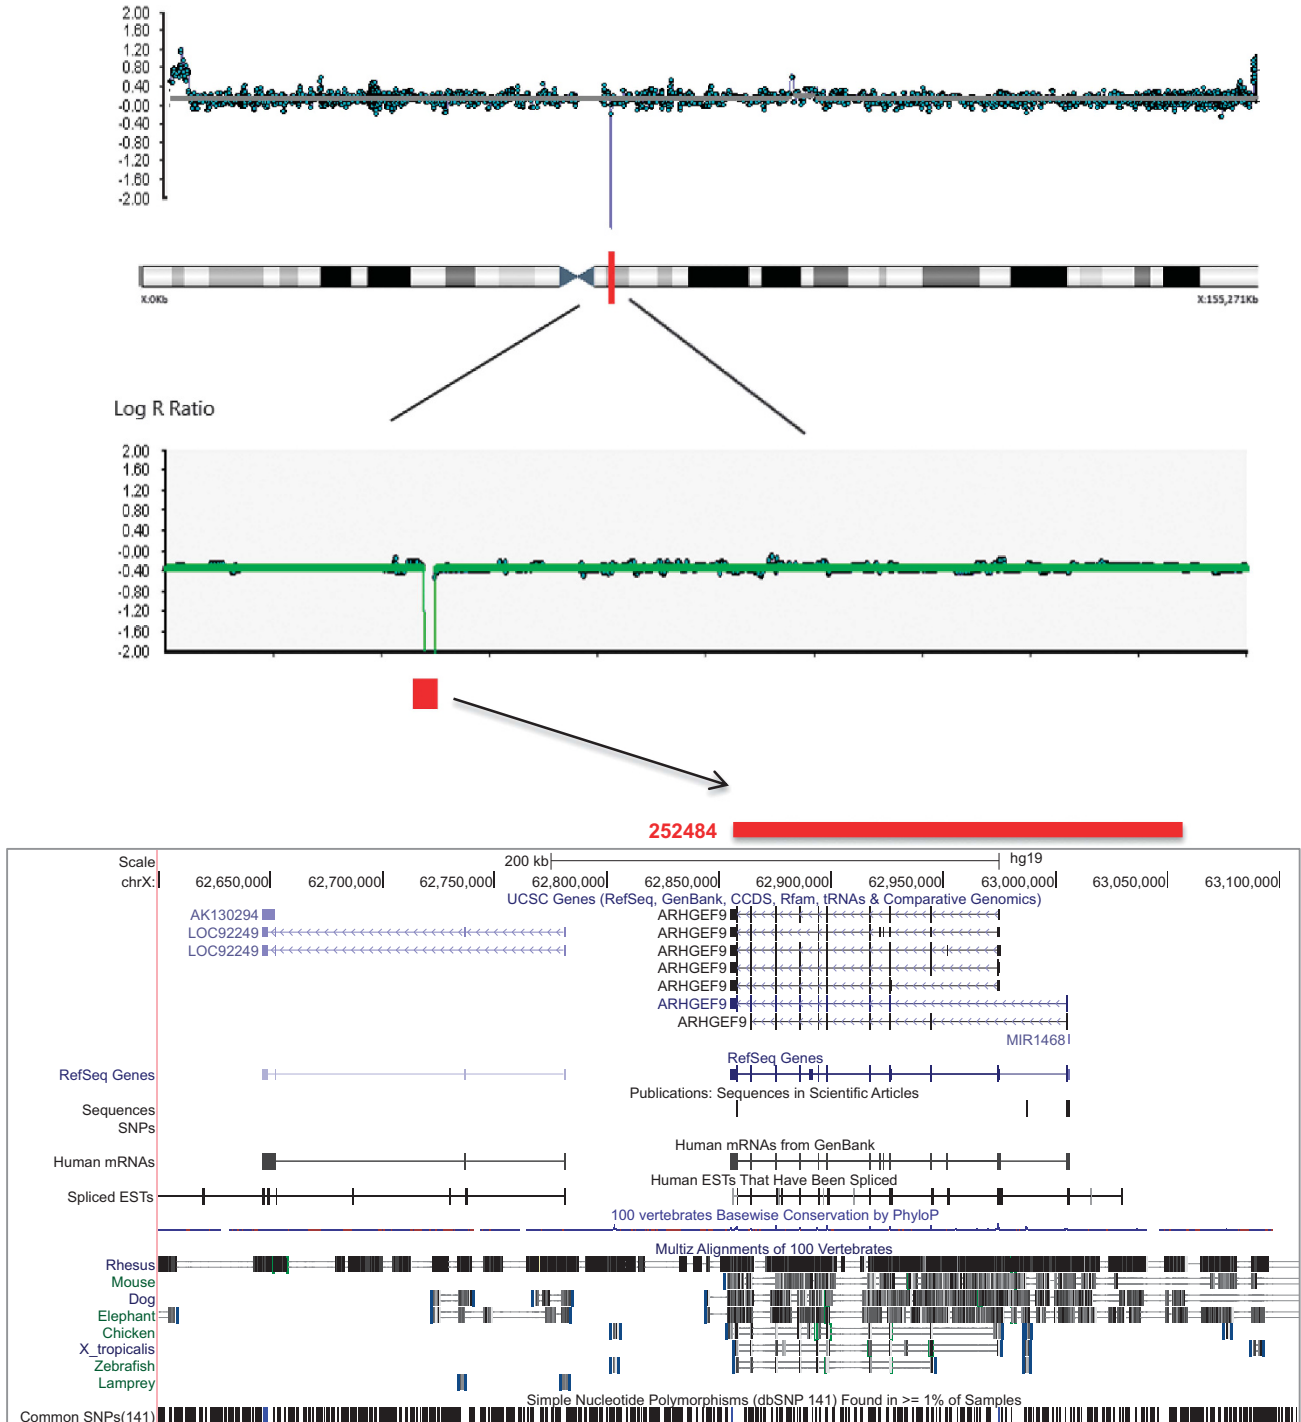 2.00
1.60
1.20
0.80
0.40
-0.00
-0.40
-0.80
-1.20
-1.60
-2.00
X:0Kb
X:155,271Kb
Log R Ratio
2.00
1.60
1.20
0.80
0.40
-0.00
-0.40
-0.80
-1.20
-1.60
-2.00
252484
Scale 200 kb hg19
chrX: 62,650,000 62,700,000 62,750,000 62,800,000 62,850,000 62,900,000 62,950,000 63,000,000 63,050,000 63,100,000
UCSC Genes (RefSeq, GenBank, CCDS, Rfam, tRNAs & Comparative Genomics)
AK130294 ARHGEF9
LOC92249 ARHGEF9
LOC92249 ARHGEF9
ARHGEF9
ARHGEF9
ARHGEF9
ARHGEF9
MIR1468
RefSeq Genes
RefSeq Genes
Publications: Sequences in Scientific Articles
Sequences
SNPs
Human mRNAs from GenBank
Human mRNAs
Human ESTs That Have Been Spliced
Spliced ESTs
100 vertebrates Basewise Conservation by PhyloP
Multiz Alignments of 100 Vertebrates
Rhesus
Mouse
Dog
Elephant
Chicken
X_tropicalis
Zebrafish
Lamprey
Simple Nucleotide Polymorphisms (dbSNP 141) Found in >= 1% of Samples
Common SNPs(141)